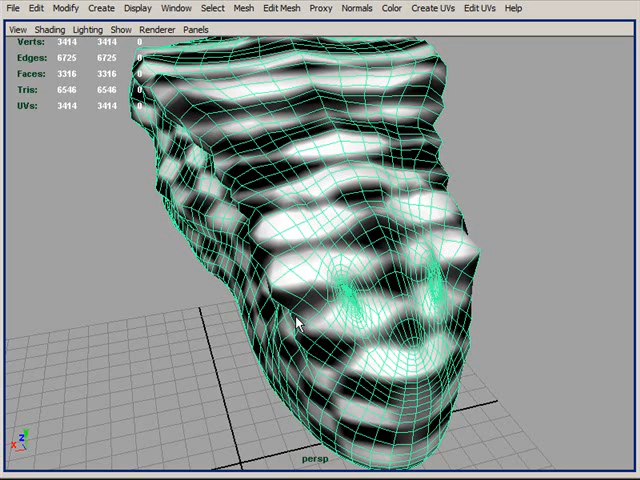 File Edit Modify Create Display Window Select Mesh Edit Mesh Proxy Normals Color Create UVs Edit UVs Help
View Shading Lighting Show Renderer Panels
Verts: 3414 3414 0
Edges: 6725 6725 0
Faces: 3316 3316 0
Tris: 6546 6546 0
UVs: 3414 3414 0
Y
Z
X
persp